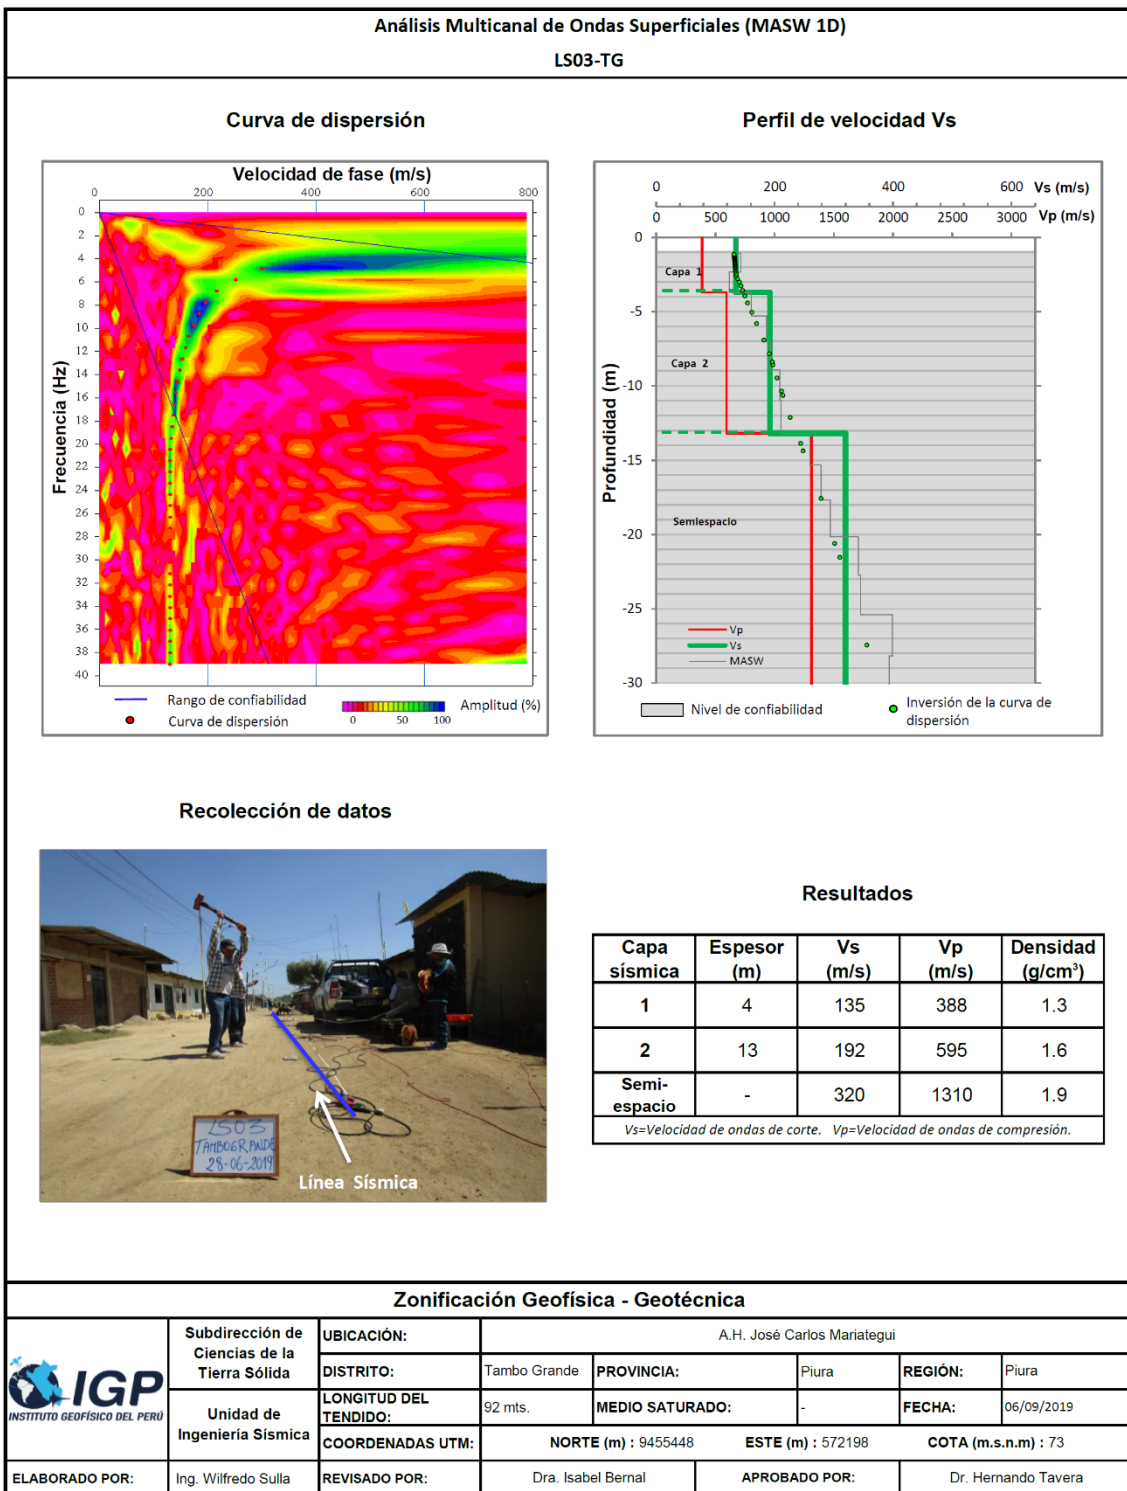 Análisis Multicanal de Ondas Superficiales (MASW 1D)
LS03-TG
Curva de dispersión
Velocidad de fase (m/s)
0 200 400 600 800
Frecuencia (Hz)
0
2
4
6
8
10
12
14
16
18
20
22
24
26
28
30
32
34
36
38
40
Rango de confiabilidad
Curva de dispersión
0 50 100
Amplitud (%)
Perfil de velocidad Vs
0 200 400 600 Vs (m/s)
0 500 1000 1500 2000 2500 3000 Vp (m/s)
Profundidad (m)
0
-5
-10
-15
-20
-25
-30
Capa 1
Capa 2
Semiespacio
Vp
Vs
MASW
Nivel de confiabilidad
Inversión de la curva de
dispersión
Recolección de datos
LS03
TAMBOGRANDE
28-06-2019
Línea Sísmica
Resultados
Capa sísmica Espesor (m) Vs (m/s) Vp (m/s) Densidad (g/cm³)
1 4 135 388 1.3
2 13 192 595 1.6
Semi-espacio - 320 1310 1.9
Vs=Velocidad de ondas de corte. Vp=Velocidad de ondas de compresión.
Zonificación Geofísica - Geotécnica
IGP
INSTITUTO GEOFÍSICO DEL PERÚ
Subdirección de
Ciencias de la
Tierra Sólida
Unidad de
Ingeniería Sísmica
UBICACIÓN: A.H. José Carlos Mariategui
DISTRITO: Tambo Grande PROVINCIA: Piura REGIÓN: Piura
LONGITUD DEL TENDIDO: 92 mts. MEDIO SATURADO: - FECHA: 06/09/2019
COORDENADAS UTM: NORTE (m) : 9455448 ESTE (m) : 572198 COTA (m.s.n.m) : 73
ELABORADO POR: Ing. Wilfredo Sulla REVISADO POR: Dra. Isabel Bernal APROBADO POR: Dr. Hernando Tavera